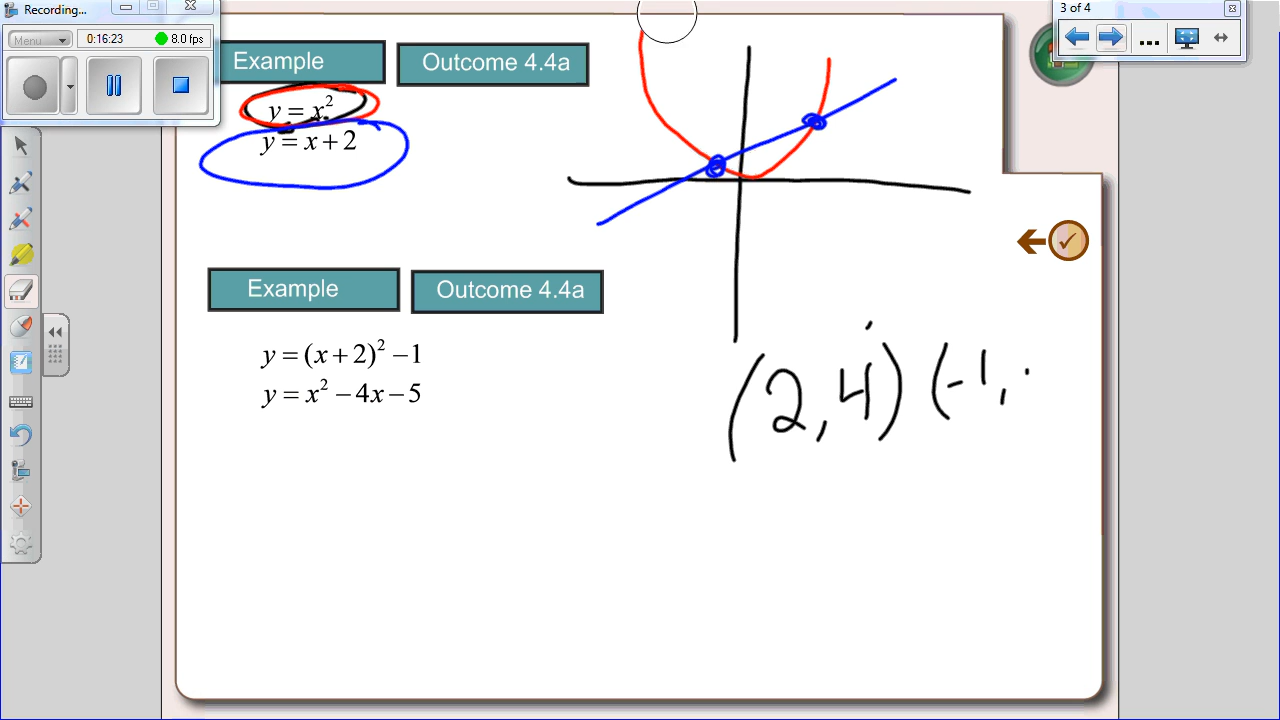 Recording...
Menu
0:16:23
8.0 fps
3 of 4
Example
Outcome 4.4a
y = x²
y = x + 2
Example
Outcome 4.4a
y = (x + 2)² − 1
y = x² − 4x − 5
(2, 4) (-1,